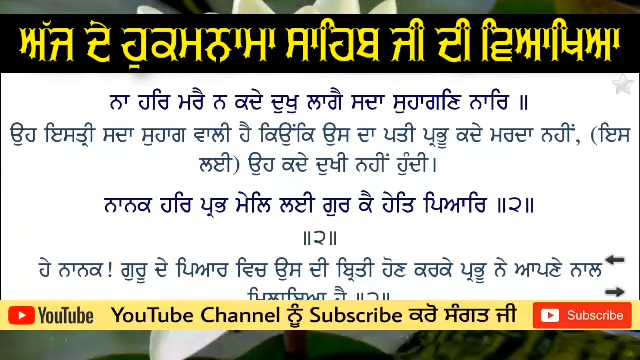 ਅੱਜ ਦੇ ਹੁਕਮਨਾਮਾ ਸਾਹਿਬ ਜੀ ਦੀ ਵਿਆਖਿਆ
ਨਾ ਹਰਿ ਮਰੈ ਨ ਕਦੇ ਦੁਖੁ ਲਾਗੈ ਸਦਾ ਸੁਹਾਗਣਿ ਨਾਰਿ ॥
ਉਹ ਇਸਤ੍ਰੀ ਸਦਾ ਸੁਹਾਗ ਵਾਲੀ ਹੈ ਕਿਉਂਕਿ ਉਸ ਦਾ ਪਤੀ ਪ੍ਰਭੂ ਕਦੇ ਮਰਦਾ ਨਹੀਂ, (ਇਸ
ਲਈ) ਉਹ ਕਦੇ ਦੁਖੀ ਨਹੀਂ ਹੁੰਦੀ।
ਨਾਨਕ ਹਰਿ ਪ੍ਰਭ ਮੇਲਿ ਲਈ ਗੁਰ ਕੈ ਹੇਤਿ ਪਿਆਰਿ ॥੨॥
॥੨॥
ਹੇ ਨਾਨਕ! ਗੁਰੂ ਦੇ ਪਿਆਰ ਵਿਚ ਉਸ ਦੀ ਬ੍ਰਿਤੀ ਹੋਣ ਕਰਕੇ ਪ੍ਰਭੂ ਨੇ ਆਪਣੇ ਨਾਲ
ਮਿਲਾਇਆ ਹੈ ॥੨॥
YouTube YouTube Channel ਨੂੰ Subscribe ਕਰੋ ਸੰਗਤ ਜੀ Subscribe